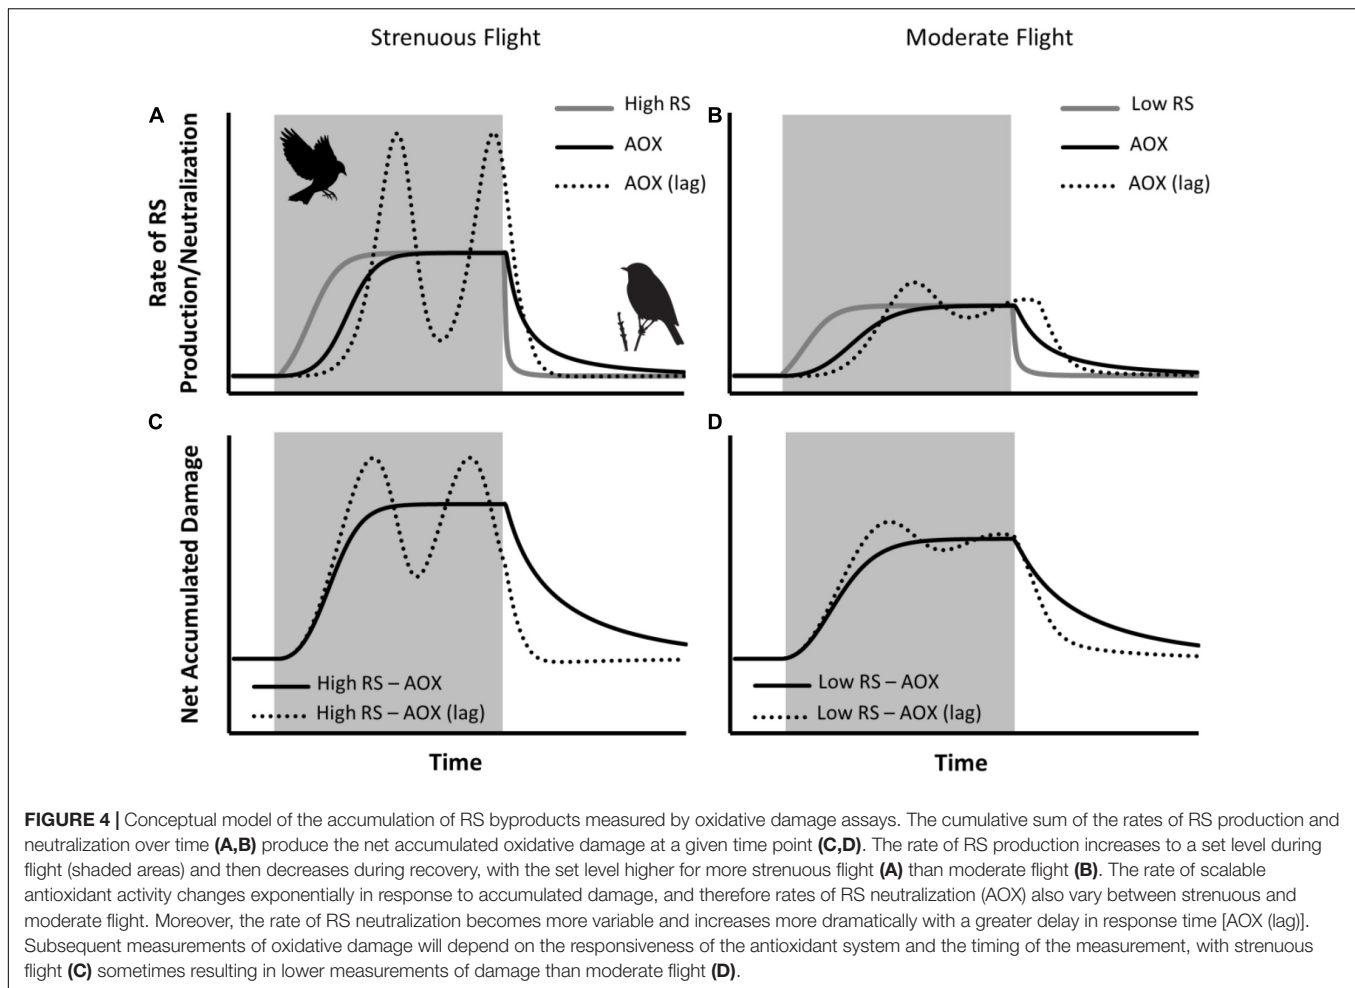 Strenuous Flight
Moderate Flight
A
High RS
AOX
AOX (lag)
B
Low RS
AOX
AOX (lag)
Rate of RS
Production/Neutralization
C
D
Net Accumulated Damage
High RS – AOX
High RS – AOX (lag)
Low RS – AOX
Low RS – AOX (lag)
Time
Time
FIGURE 4 | Conceptual model of the accumulation of RS byproducts measured by oxidative damage assays. The cumulative sum of the rates of RS production and
neutralization over time (A,B) produce the net accumulated oxidative damage at a given time point (C,D). The rate of RS production increases to a set level during
flight (shaded areas) and then decreases during recovery, with the set level higher for more strenuous flight (A) than moderate flight (B). The rate of scalable
antioxidant activity changes exponentially in response to accumulated damage, and therefore rates of RS neutralization (AOX) also vary between strenuous and
moderate flight. Moreover, the rate of RS neutralization becomes more variable and increases more dramatically with a greater delay in response time [AOX (lag)].
Subsequent measurements of oxidative damage will depend on the responsiveness of the antioxidant system and the timing of the measurement, with strenuous
flight (C) sometimes resulting in lower measurements of damage than moderate flight (D).